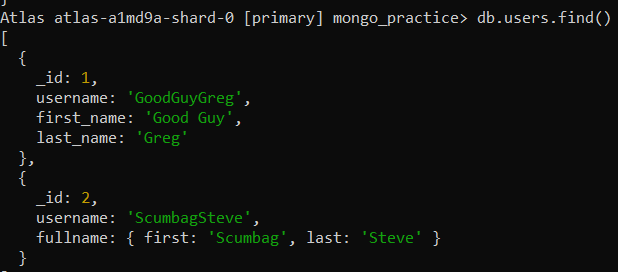 Atlas atlas-a1md9a-shard-0 [primary] mongo_practice> db.users.find()
[
  {
    _id: 1,
    username: 'GoodGuyGreg',
    first_name: 'Good Guy',
    last_name: 'Greg'
  },
  {
    _id: 2,
    username: 'ScumbagSteve',
    fullname: { first: 'Scumbag', last: 'Steve' }
  }